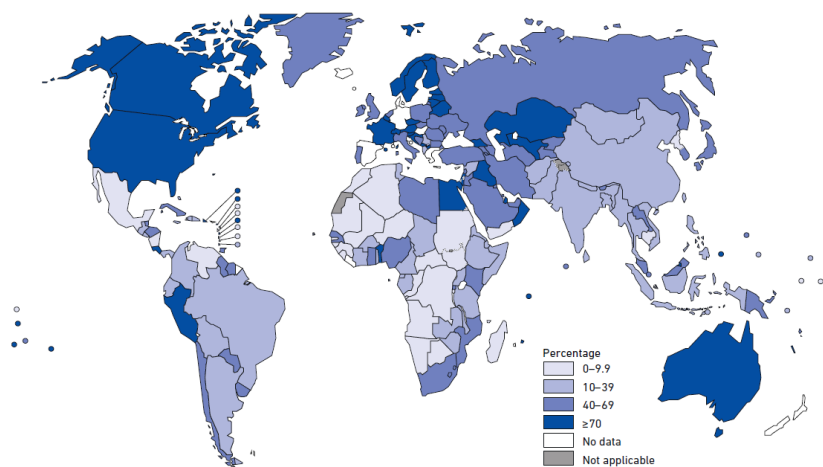 Percentage
0–9.9
10–39
40–69
≥70
No data
Not applicable